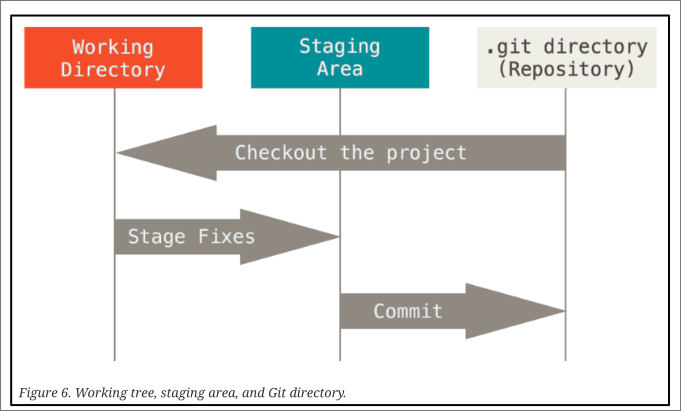 Working
Directory
Staging
Area
.git directory
(Repository)
Checkout the project
Stage Fixes
Commit
Figure 6. Working tree, staging area, and Git directory.